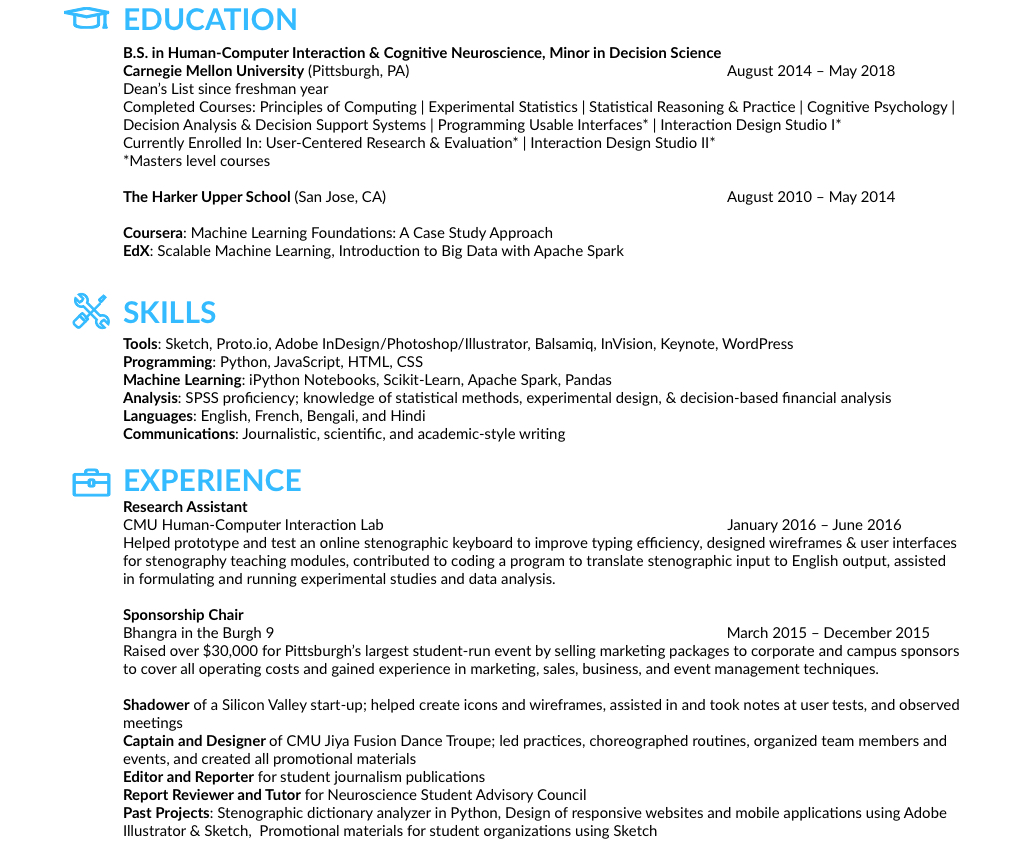 EDUCATION
B.S. in Human-Computer Interaction & Cognitive Neuroscience, Minor in Decision Science
Carnegie Mellon University (Pittsburgh, PA) August 2014 – May 2018
Dean’s List since freshman year
Completed Courses: Principles of Computing | Experimental Statistics | Statistical Reasoning & Practice | Cognitive Psychology |
Decision Analysis & Decision Support Systems | Programming Usable Interfaces* | Interaction Design Studio I*
Currently Enrolled In: User-Centered Research & Evaluation* | Interaction Design Studio II*
*Masters level courses
The Harker Upper School (San Jose, CA) August 2010 – May 2014
Coursera: Machine Learning Foundations: A Case Study Approach
EdX: Scalable Machine Learning, Introduction to Big Data with Apache Spark
SKILLS
Tools: Sketch, Proto.io, Adobe InDesign/Photoshop/Illustrator, Balsamiq, InVision, Keynote, WordPress
Programming: Python, JavaScript, HTML, CSS
Machine Learning: iPython Notebooks, Scikit-Learn, Apache Spark, Pandas
Analysis: SPSS proficiency; knowledge of statistical methods, experimental design, & decision-based financial analysis
Languages: English, French, Bengali, and Hindi
Communications: Journalistic, scientific, and academic-style writing
EXPERIENCE
Research Assistant
CMU Human-Computer Interaction Lab January 2016 – June 2016
Helped prototype and test an online stenographic keyboard to improve typing efficiency, designed wireframes & user interfaces
for stenography teaching modules, contributed to coding a program to translate stenographic input to English output, assisted
in formulating and running experimental studies and data analysis.
Sponsorship Chair
Bhangra in the Burgh 9 March 2015 – December 2015
Raised over $30,000 for Pittsburgh’s largest student-run event by selling marketing packages to corporate and campus sponsors
to cover all operating costs and gained experience in marketing, sales, business, and event management techniques.
Shadower of a Silicon Valley start-up; helped create icons and wireframes, assisted in and took notes at user tests, and observed
meetings
Captain and Designer of CMU Jiya Fusion Dance Troupe; led practices, choreographed routines, organized team members and
events, and created all promotional materials
Editor and Reporter for student journalism publications
Report Reviewer and Tutor for Neuroscience Student Advisory Council
Past Projects: Stenographic dictionary analyzer in Python, Design of responsive websites and mobile applications using Adobe
Illustrator & Sketch,  Promotional materials for student organizations using Sketch